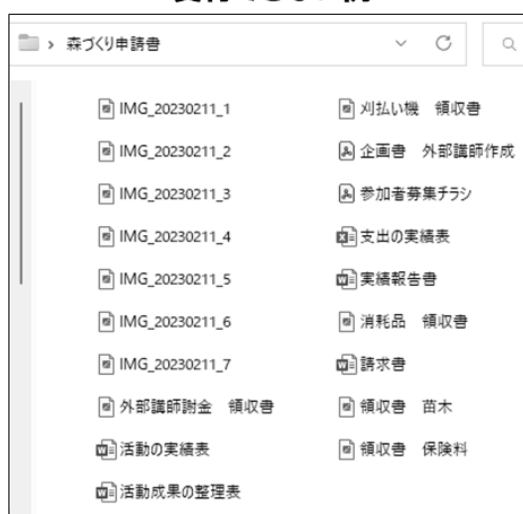 森づくり申請書
IMG_20230211_1
IMG_20230211_2
IMG_20230211_3
IMG_20230211_4
IMG_20230211_5
IMG_20230211_6
IMG_20230211_7
外部講師謝金　領収書
活動の実績表
活動成果の整理表
刈払い機　領収書
企画書　外部講師作成
参加者募集チラシ
支出の実績表
実績報告書
消耗品　領収書
請求書
領収書　苗木
領収書　保険料